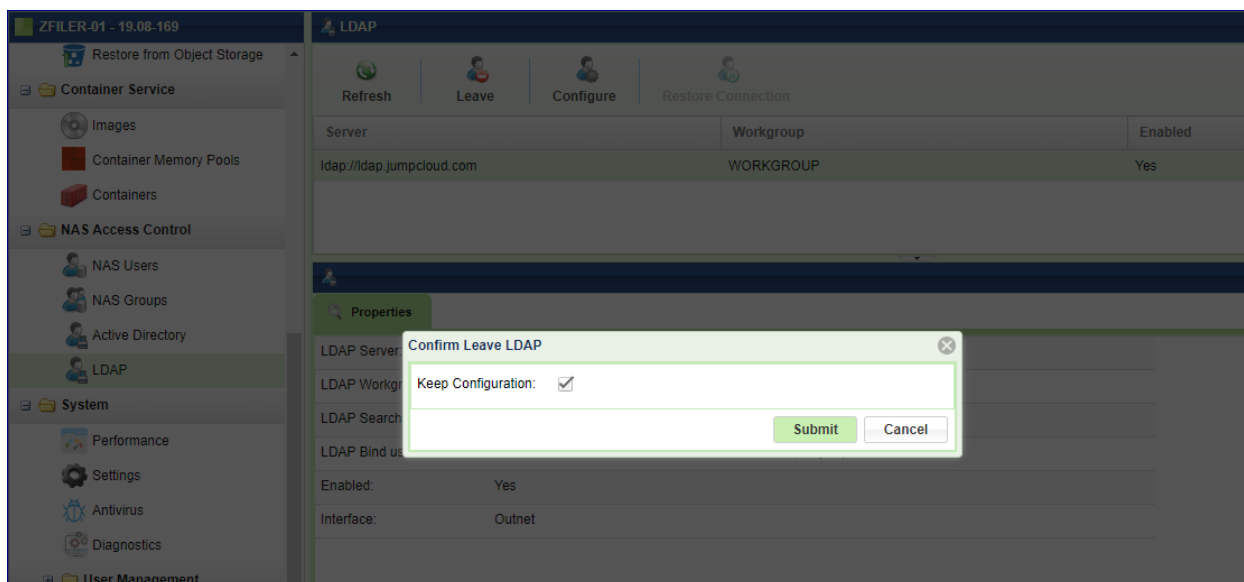 ZFILER-01 - 19.08-169
Restore from Object Storage
Container Service
Images
Container Memory Pools
Containers
NAS Access Control
NAS Users
NAS Groups
Active Directory
LDAP
System
Performance
Settings
Antivirus
Diagnostics
User Management
LDAP
Refresh Leave Configure Restore Connection
Server Workgroup Enabled
ldap://ldap.jumpcloud.com WORKGROUP Yes
Properties
LDAP Server:
LDAP Workgr
LDAP Search
LDAP Bind us
Enabled: Yes
Interface: Outnet
Confirm Leave LDAP
Keep Configuration:
Submit Cancel